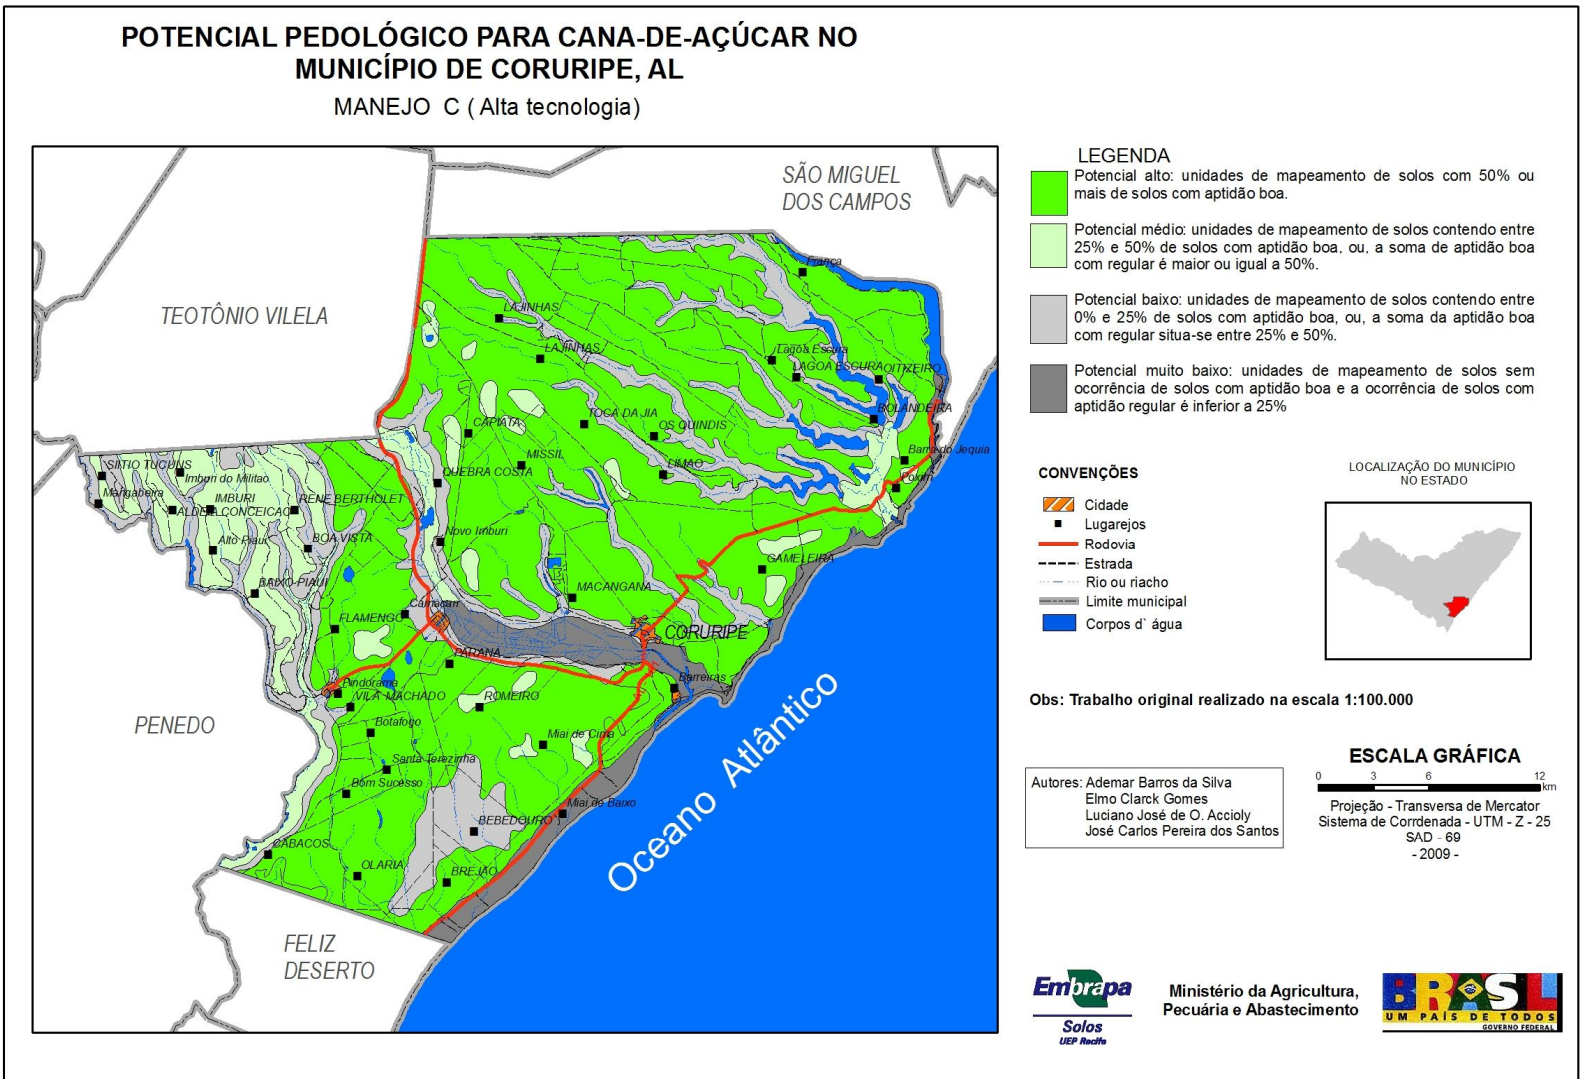 POTENCIAL PEDOLÓGICO PARA CANA-DE-AÇÚCAR NO
MUNICÍPIO DE CORURIPE, AL
MANEJO C ( Alta tecnologia)
SÃO MIGUEL
DOS CAMPOS
TEOTÔNIO VILELA
PENEDO
FELIZ
DESERTO
Oceano Atlântico
França
LAJINHAS
LAJINHAS
Lagoa Escura
LAGOA ESCURA
OITIZEIRO
BOLANDEIRA
TOCA DA JIA
CAPIATA
OS QUINDIS
MISSIL
LIMAO
Barra do Jequia
Poxim
QUEBRA COSTA
SITIO TUCUNS
Imburi do Militao
Mangabeira
IMBURI
RENE BERTHOLET
ALDEIA CONCEICAO
Alto Piaui
BOA VISTA
Novo Imburi
GAMELEIRA
BAIXO PIAUI
MACANGANA
Camacari
FLAMENGO
CORURIPE
PARANA
Barreiras
Pindorama
VILA MACHADO
ROMEIRO
Botafogo
Miai de Cima
Santa Terezinha
Bom Sucesso
Miai de Baixo
BEBEDOURO
CABACOS
OLARIA
BREJAO
LEGENDA
Potencial alto: unidades de mapeamento de solos com 50% ou
mais de solos com aptidão boa.
Potencial médio: unidades de mapeamento de solos contendo entre
25% e 50% de solos com aptidão boa, ou, a soma de aptidão boa
com regular é maior ou igual a 50%.
Potencial baixo: unidades de mapeamento de solos contendo entre
0% e 25% de solos com aptidão boa, ou, a soma da aptidão boa
com regular situa-se entre 25% e 50%.
Potencial muito baixo: unidades de mapeamento de solos sem
ocorrência de solos com aptidão boa e a ocorrência de solos com
aptidão regular é inferior a 25%
CONVENÇÕES
Cidade
Lugarejos
Rodovia
Estrada
Rio ou riacho
Limite municipal
Corpos d` água
LOCALIZAÇÃO DO MUNICÍPIO
NO ESTADO
Obs: Trabalho original realizado na escala 1:100.000
Autores: Ademar Barros da Silva
Elmo Clarck Gomes
Luciano José de O. Accioly
José Carlos Pereira dos Santos
ESCALA GRÁFICA
0 3 6 12
km
Projeção - Transversa de Mercator
Sistema de Corrdenada - UTM - Z - 25
SAD - 69
- 2009 -
Embrapa
Solos
UEP Recife
Ministério da Agricultura,
Pecuária e Abastecimento
BRASIL
UM PAÍS DE TODOS
GOVERNO FEDERAL